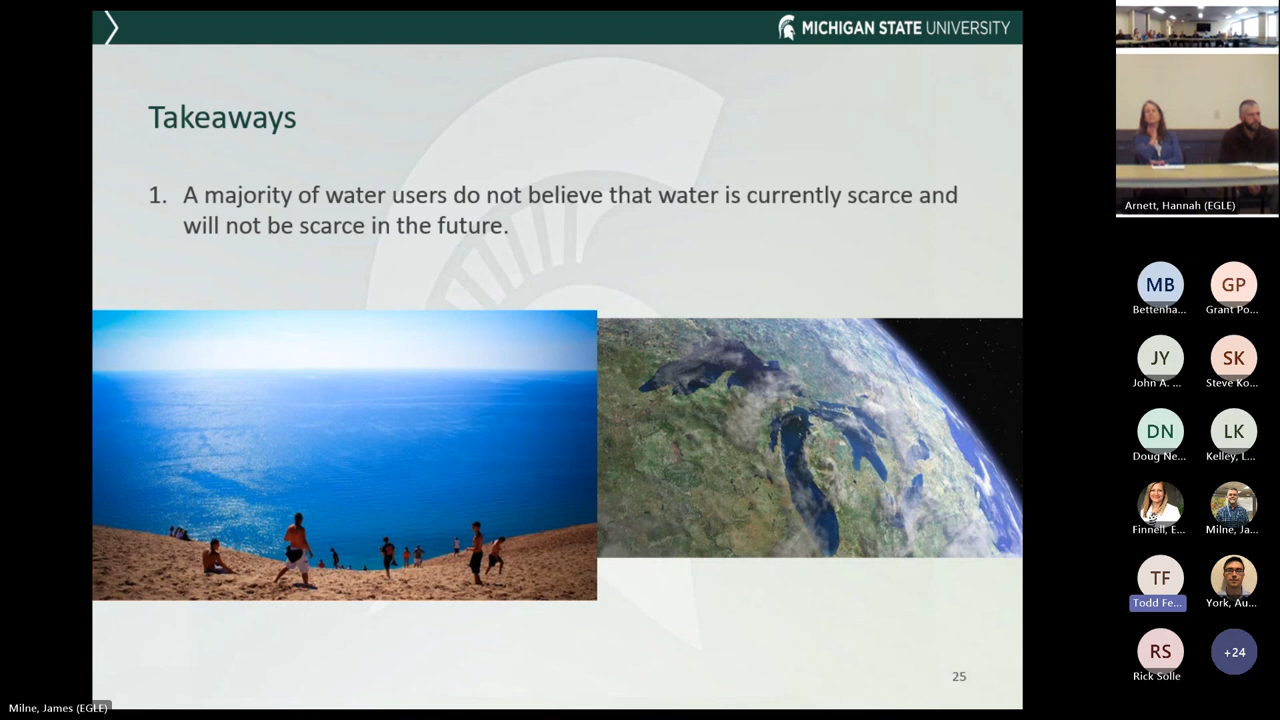 MICHIGAN STATE UNIVERSITY
Takeaways
1. A majority of water users do not believe that water is currently scarce and
will not be scarce in the future.
25
Milne, James (EGLE)
Arnett, Hannah (EGLE)
MB
GP
Bettenha...
Grant Po...
JY
SK
John A. ...
Steve Ko...
DN
LK
Doug Ne...
Kelley, L...
Finnell, E...
Milne, Ja...
TF
Todd Fe...
York, Au...
RS
+24
Rick Solle